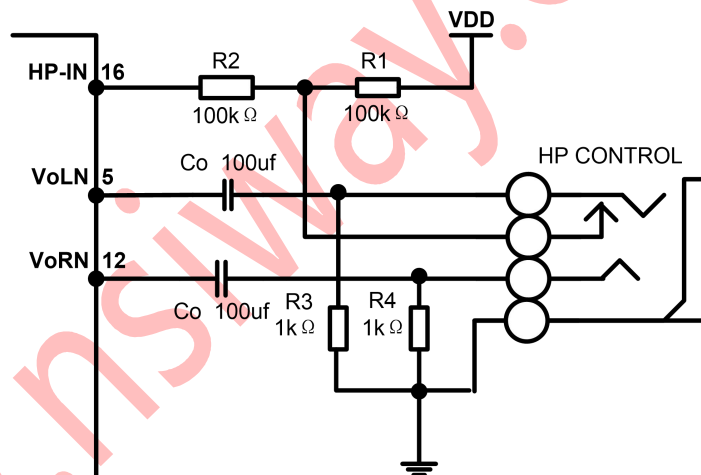 VDD
HP-IN 16
R2
R1
100k Ω
100k Ω
Co 100uf
HP CONTROL
VoLN 5
VoRN 12
Co 100uf
R3
1k Ω
R4
1k Ω
nsiway.